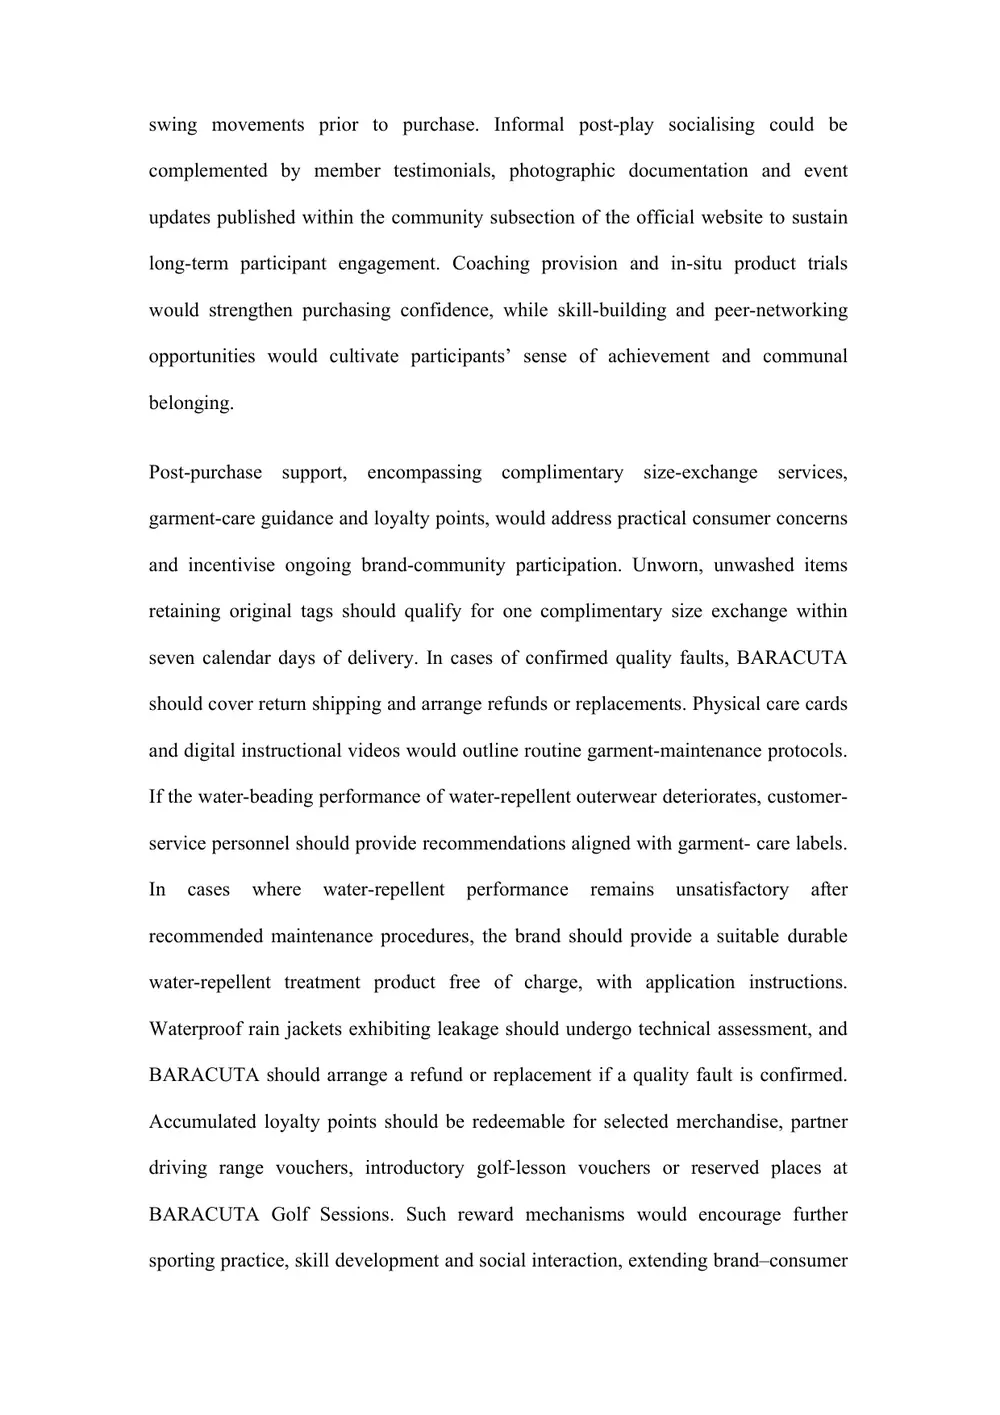 swing movements prior to purchase. Informal post-play socialising could be
complemented by member testimonials, photographic documentation and event
updates published within the community subsection of the official website to sustain
long-term participant engagement. Coaching provision and in-situ product trials
would strengthen purchasing confidence, while skill-building and peer-networking
opportunities would cultivate participants’ sense of achievement and communal
belonging.
Post-purchase support, encompassing complimentary size-exchange services,
garment-care guidance and loyalty points, would address practical consumer concerns
and incentivise ongoing brand-community participation. Unworn, unwashed items
retaining original tags should qualify for one complimentary size exchange within
seven calendar days of delivery. In cases of confirmed quality faults, BARACUTA
should cover return shipping and arrange refunds or replacements. Physical care cards
and digital instructional videos would outline routine garment-maintenance protocols.
If the water-beading performance of water-repellent outerwear deteriorates, customer-
service personnel should provide recommendations aligned with garment- care labels.
In cases where water-repellent performance remains unsatisfactory after
recommended maintenance procedures, the brand should provide a suitable durable
water-repellent treatment product free of charge, with application instructions.
Waterproof rain jackets exhibiting leakage should undergo technical assessment, and
BARACUTA should arrange a refund or replacement if a quality fault is confirmed.
Accumulated loyalty points should be redeemable for selected merchandise, partner
driving range vouchers, introductory golf-lesson vouchers or reserved places at
BARACUTA Golf Sessions. Such reward mechanisms would encourage further
sporting practice, skill development and social interaction, extending brand–consumer